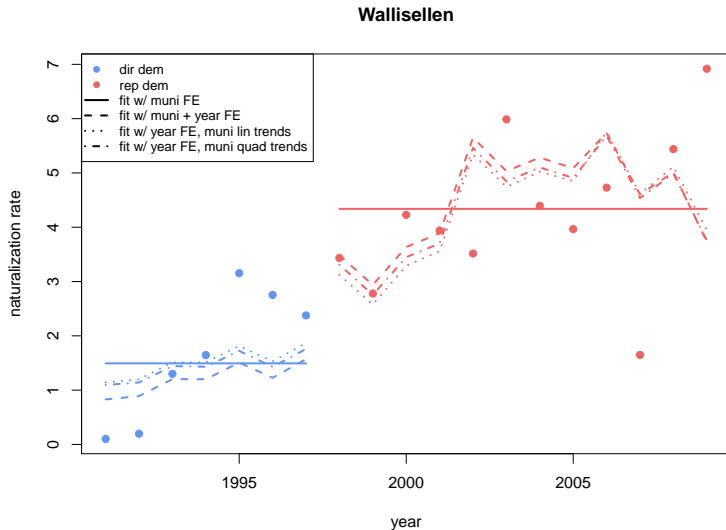 Wallisellen
dir dem
rep dem
fit w/ muni FE
fit w/ muni + year FE
fit w/ year FE, muni lin trends
fit w/ year FE, muni quad trends
naturalization rate
7
6
5
4
3
2
1
0
1995
2000
2005
year